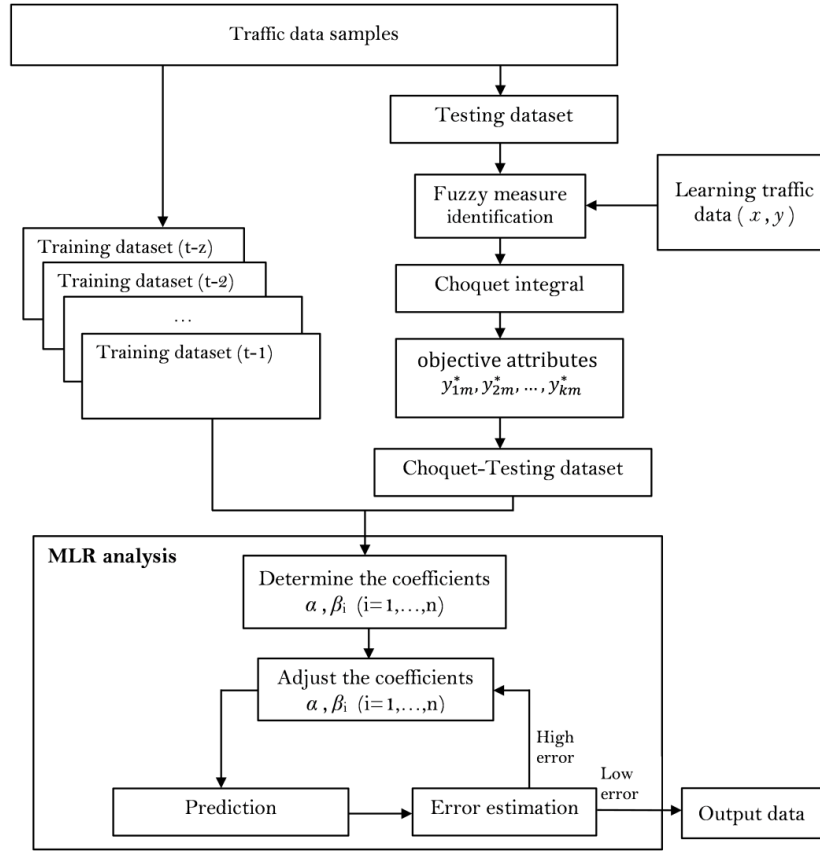 Traffic data samples
Testing dataset
Fuzzy measure
identification
Learning traffic
data ( x , y )
Training dataset (t-z)
Training dataset (t-2)
...
Training dataset (t-1)
Choquet integral
objective attributes
y*₁ₘ, y*₂ₘ, ..., y*ₖₘ
Choquet-Testing dataset
MLR analysis
Determine the coefficients
α , βᵢ (i=1,...,n)
Adjust the coefficients
α , βᵢ (i=1,...,n)
High
error
Low
error
Prediction
Error estimation
Output data